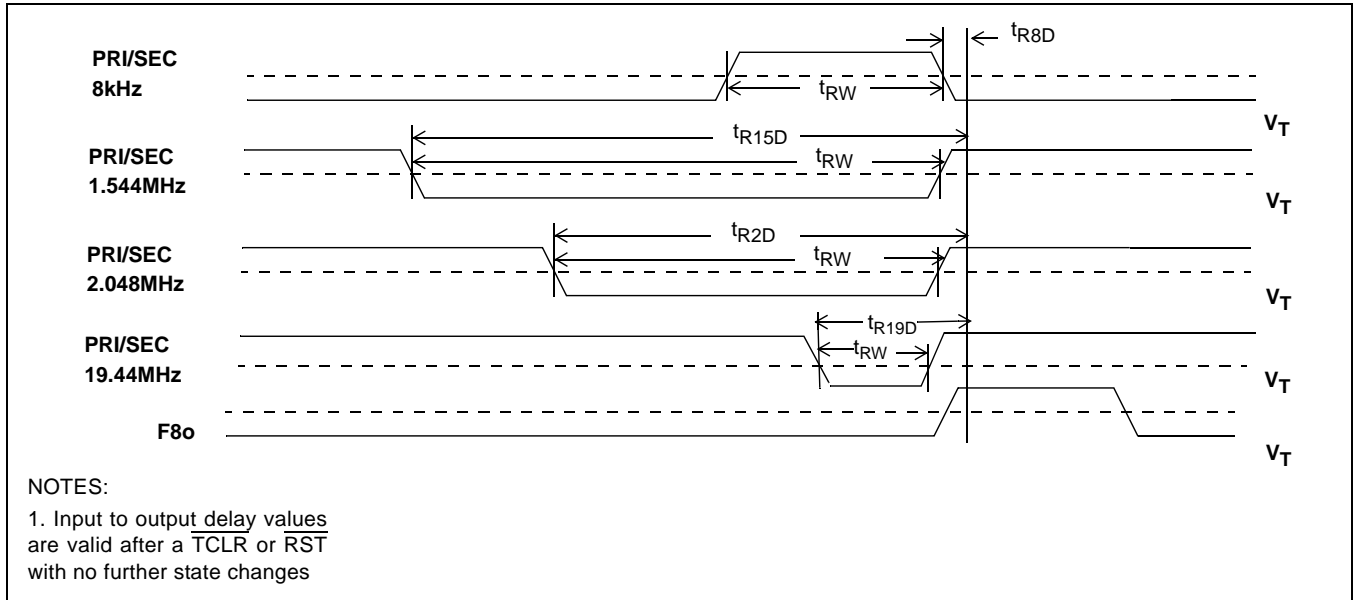 tR8D
PRI/SEC
8kHz
tRW
VT
tR15D
PRI/SEC
1.544MHz
tRW
VT
tR2D
PRI/SEC
2.048MHz
tRW
VT
tR19D
PRI/SEC
19.44MHz
tRW
VT
F8o
VT
NOTES:
1. Input to output delay values
are valid after a TCLR or RST
with no further state changes